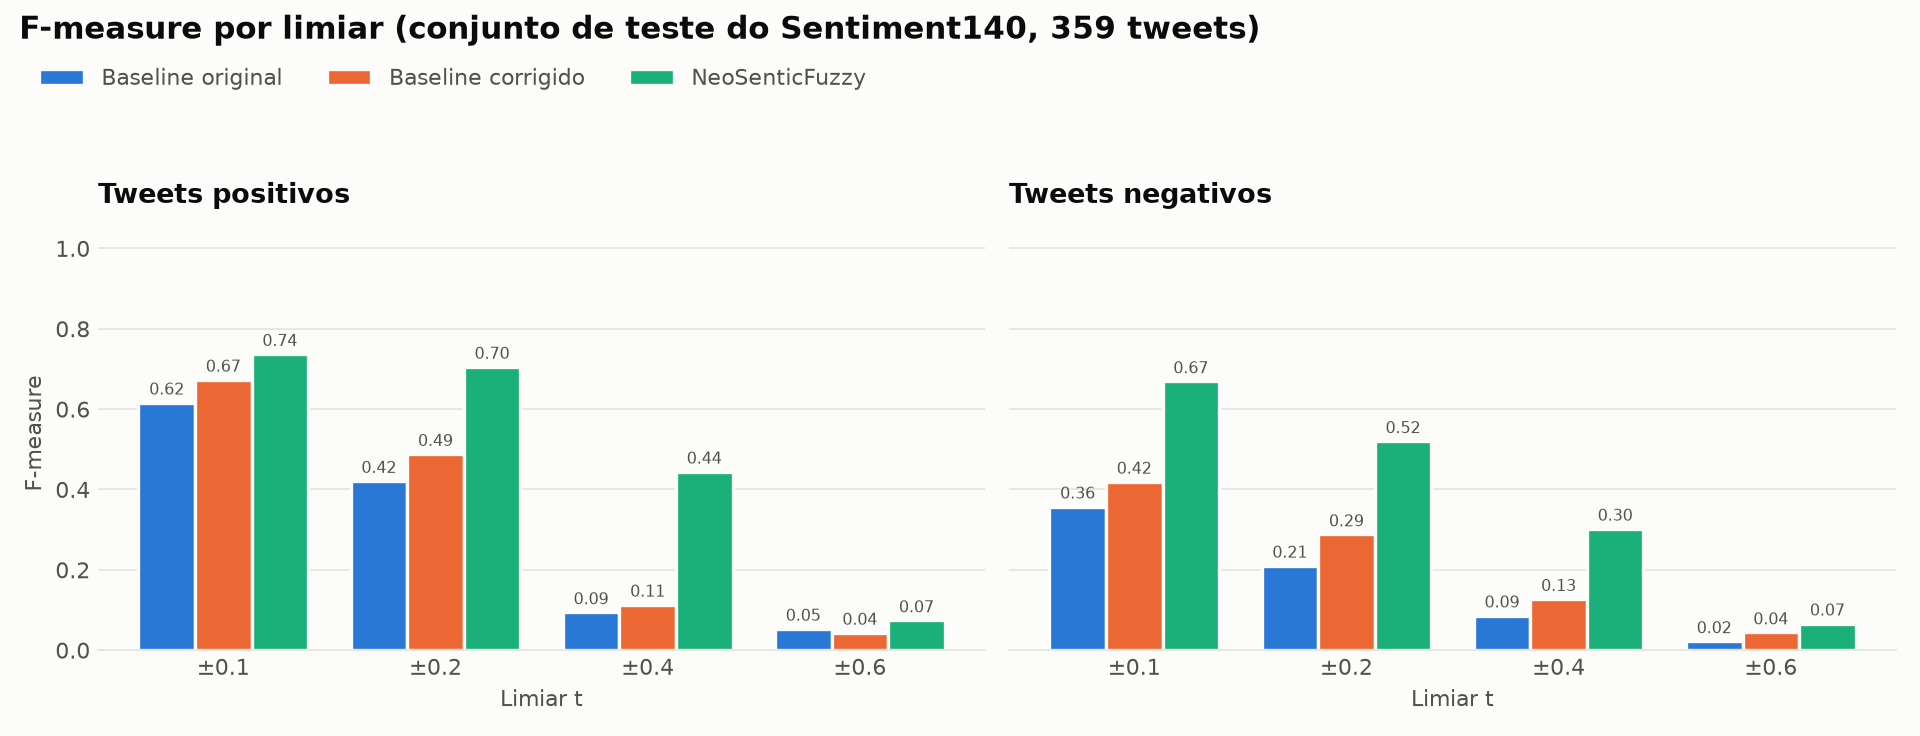 F-measure por limiar (conjunto de teste do Sentiment140, 359 tweets)
Baseline original Baseline corrigido NeoSenticFuzzy
Tweets positivos
F-measure
1.0
0.8
0.6
0.4
0.2
0.0
0.62 0.67 0.74
0.42 0.49 0.70
0.09 0.11 0.44
0.05 0.04 0.07
±0.1 ±0.2 ±0.4 ±0.6
Limiar t
Tweets negativos
0.36 0.42 0.67
0.21 0.29 0.52
0.09 0.13 0.30
0.02 0.04 0.07
±0.1 ±0.2 ±0.4 ±0.6
Limiar t